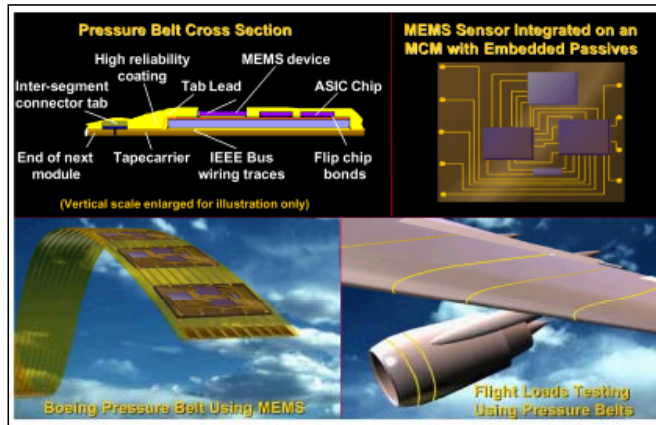 Pressure Belt Cross Section
High reliability
coating
MEMS device
Tab Lead
ASIC Chip
Inter-segment
connector tab
End of next
module
Tapecarrier
IEEE Bus
wiring traces
Flip chip
bonds
(Vertical scale enlarged for illustration only)
MEMS Sensor Integrated on an
MCM with Embedded Passives
Boeing Pressure Belt Using MEMS
Flight Loads Testing
Using Pressure Belts